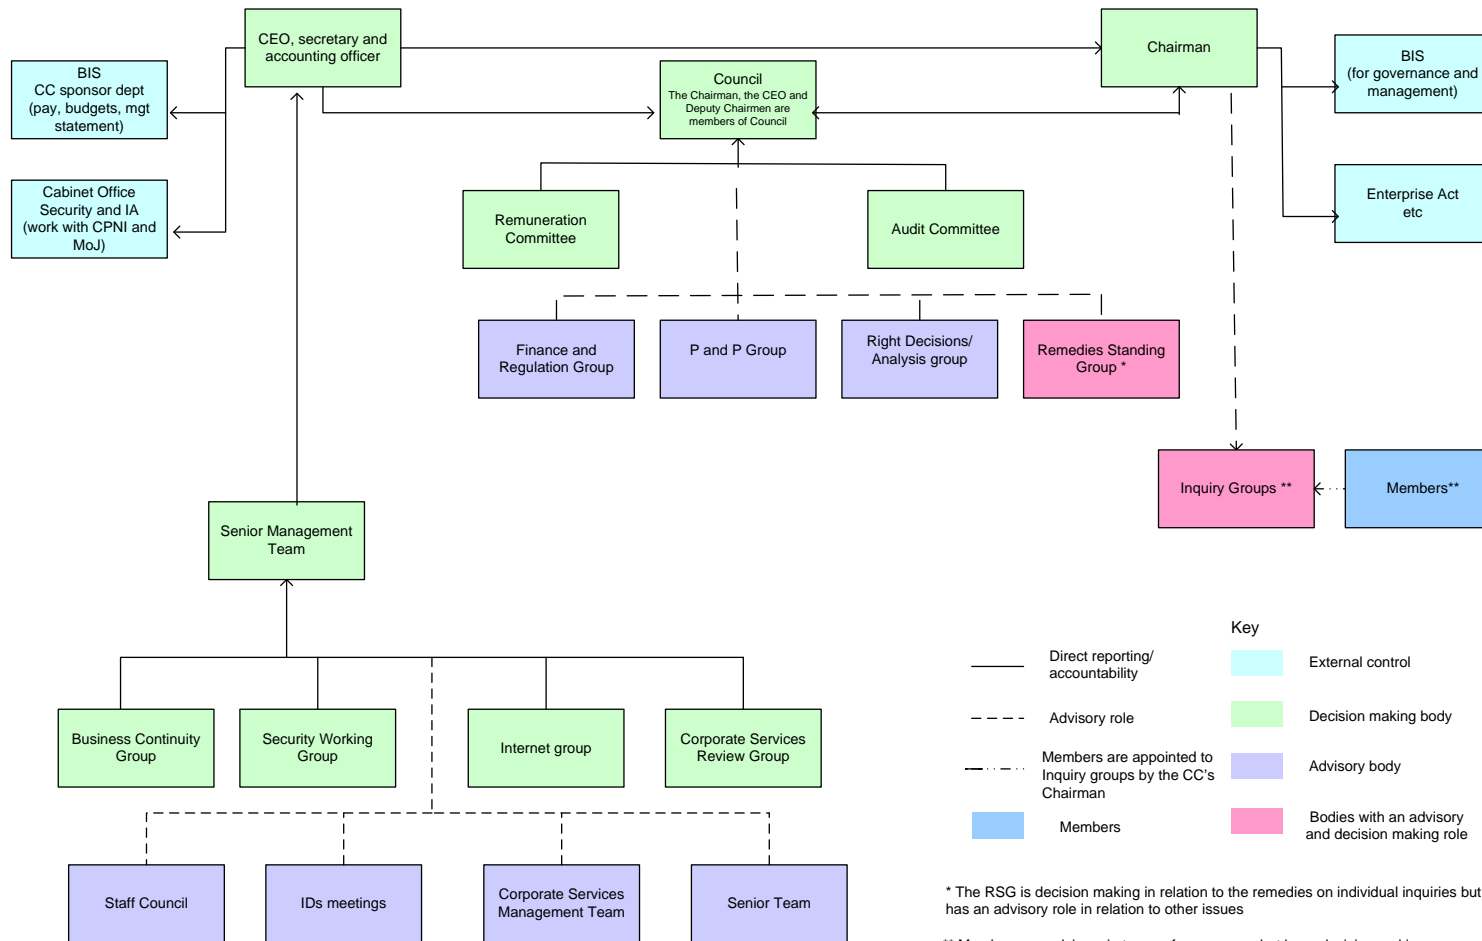 CEO, secretary and
accounting officer
Chairman
BIS
CC sponsor dept
(pay, budgets, mgt
statement)
Council
The Chairman, the CEO and
Deputy Chairmen are
members of Council
BIS
(for governance and
management)
Cabinet Office
Security and IA
(work with CPNI and
MoJ)
Remuneration
Committee
Audit Committee
Enterprise Act
etc
Finance and
Regulation Group
P and P Group
Right Decisions/
Analysis group
Remedies Standing
Group *
Inquiry Groups **
Members**
Senior Management
Team
Business Continuity
Group
Security Working
Group
Internet group
Corporate Services
Review Group
Staff Council
IDs meetings
Corporate Services
Management Team
Senior Team
Key
Direct reporting/
accountability
External control
Advisory role
Decision making body
Members are appointed to
Inquiry groups by the CC's
Chairman
Advisory body
Members
Bodies with an advisory
and decision making role
* The RSG is decision making in relation to the remedies on individual inquiries but
has an advisory role in relation to other issues